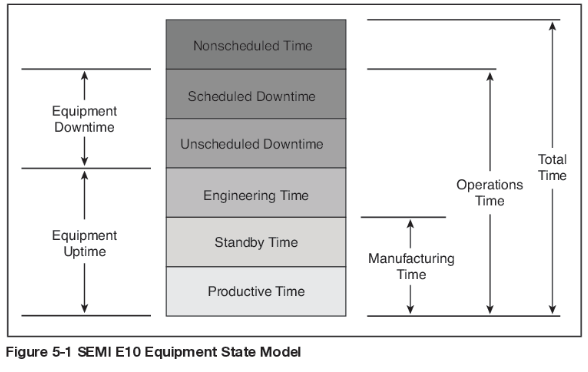 Nonscheduled Time
Scheduled Downtime
Unscheduled Downtime
Engineering Time
Standby Time
Productive Time
Equipment
Downtime
Equipment
Uptime
Manufacturing
Time
Operations
Time
Total
Time
Figure 5-1 SEMI E10 Equipment State Model